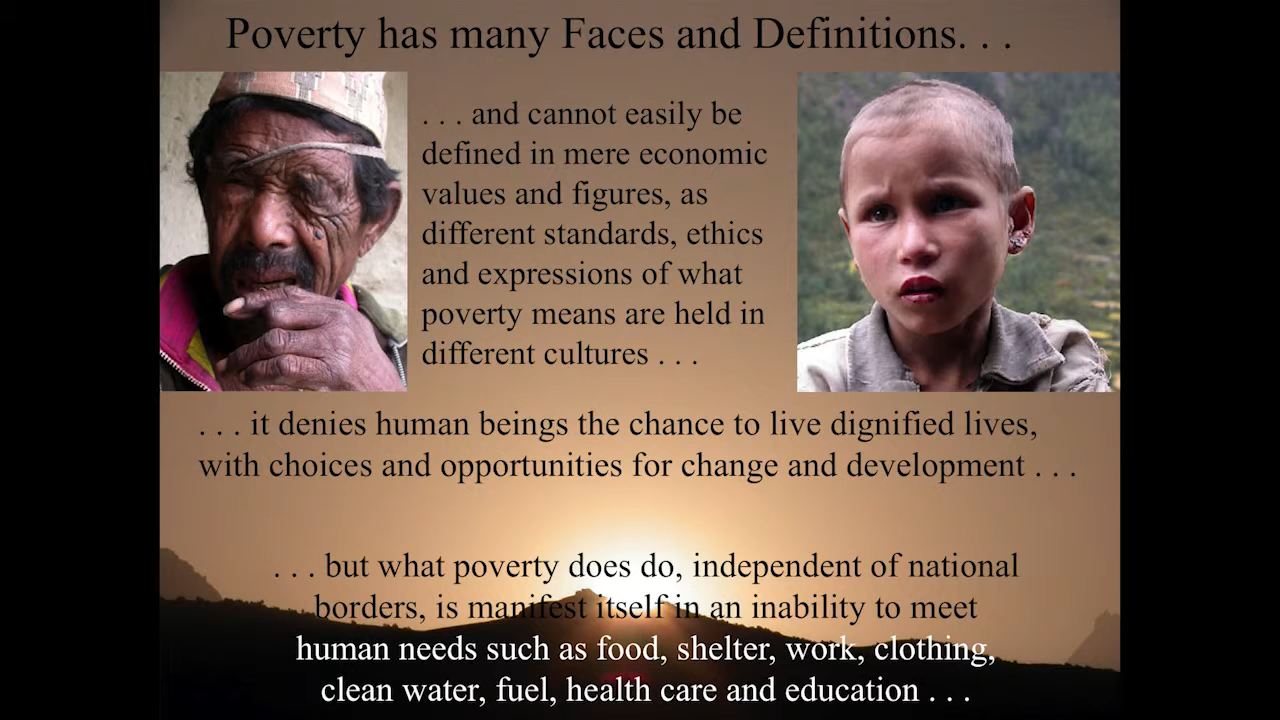 Poverty has many Faces and Definitions. . .
. . . and cannot easily be
defined in mere economic
values and figures, as
different standards, ethics
and expressions of what
poverty means are held in
different cultures . . .
. . . it denies human beings the chance to live dignified lives,
with choices and opportunities for change and development . . .
. . . but what poverty does do, independent of national
borders, is manifest itself in an inability to meet
human needs such as food, shelter, work, clothing,
clean water, fuel, health care and education . . .